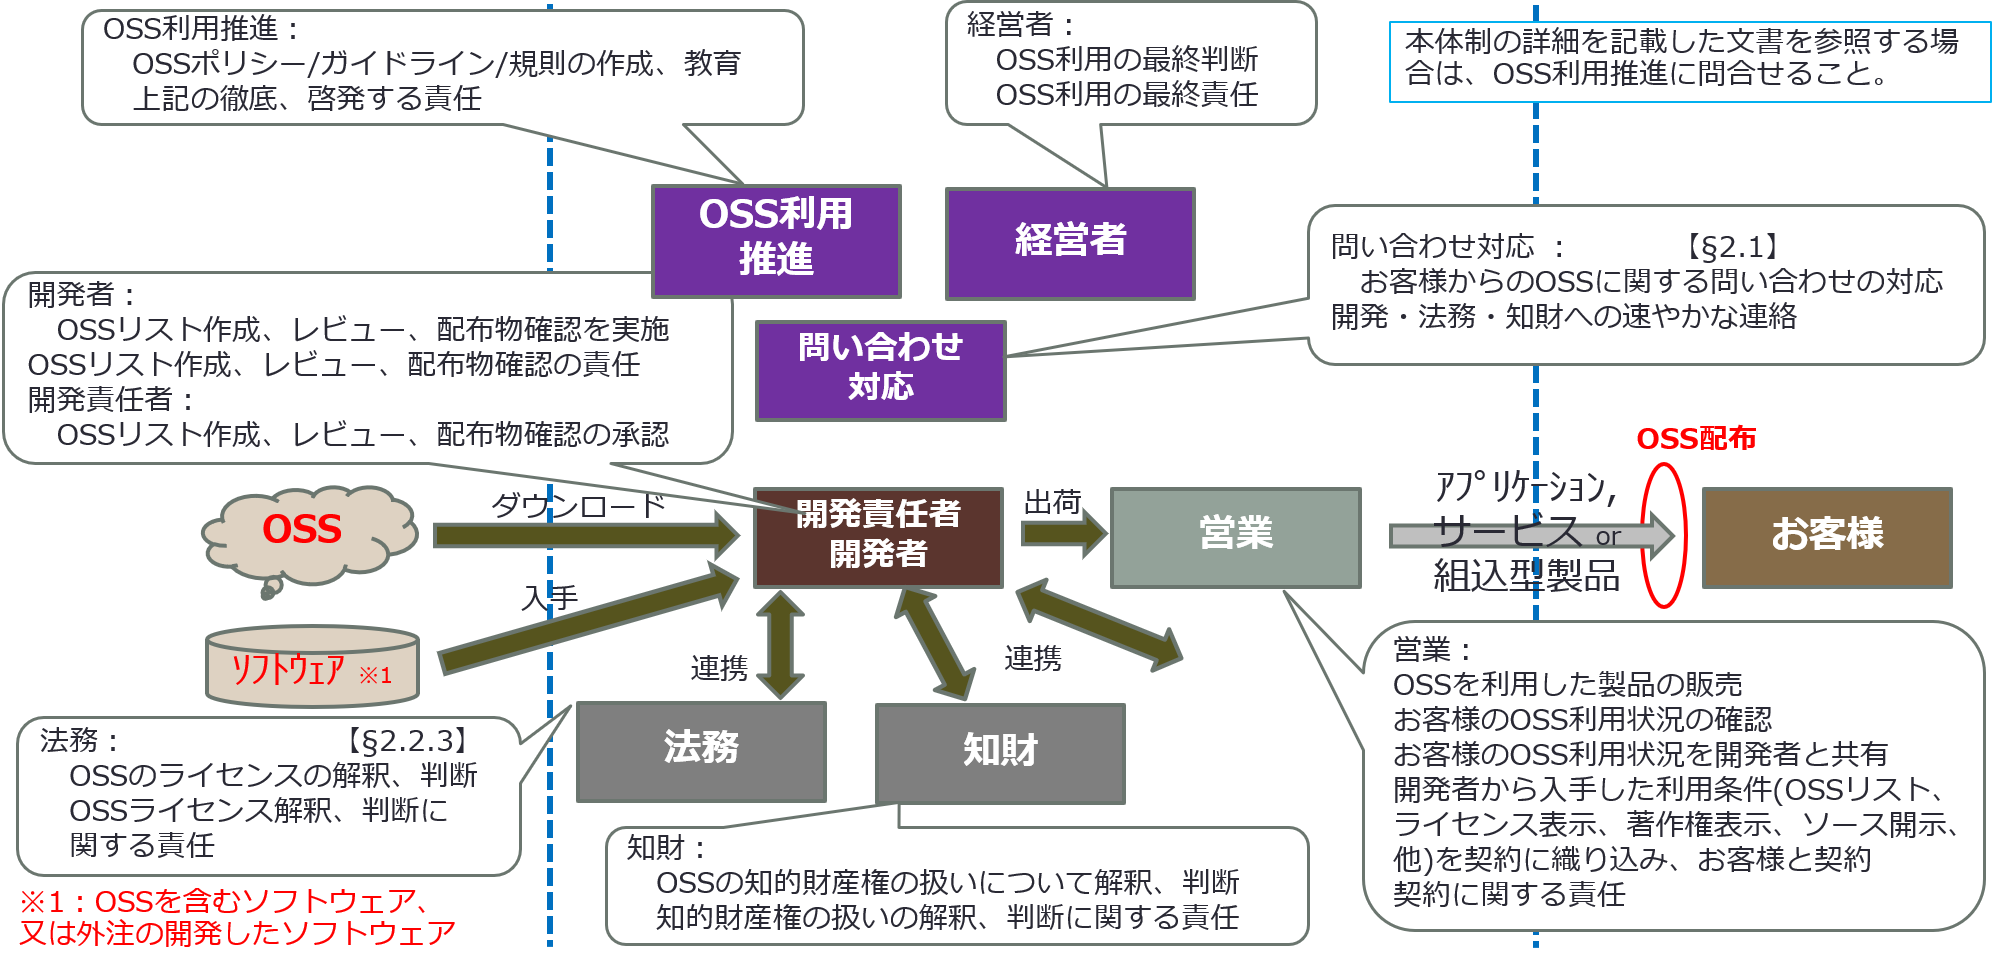 OSS利用推進：
OSSポリシー/ガイドライン/規則の作成、教育
上記の徹底、啓発する責任
経営者：
OSS利用の最終判断
OSS利用の最終責任
本体制の詳細を記載した文書を参照する場
合は、OSS利用推進に問合せること。
OSS利用
推進
経営者
問い合わせ対応 ： 【§2.1】
お客様からのOSSに関する問い合わせの対応
開発・法務・知財への速やかな連絡
開発者：
OSSリスト作成、レビュー、配布物確認を実施
OSSリスト作成、レビュー、配布物確認の責任
開発責任者：
OSSリスト作成、レビュー、配布物確認の承認
問い合わせ
対応
OSS配布
OSS
ダウンロード
開発責任者
開発者
出荷
営業
ｱﾌﾟﾘｹｰｼｮﾝ,
サービス or
組込型製品
お客様
入手
ｿﾌﾄｳｪｱ ※1
連携
連携
法務
知財
法務： 【§2.2.3】
OSSのライセンスの解釈、判断
OSSライセンス解釈、判断に
関する責任
営業：
OSSを利用した製品の販売
お客様のOSS利用状況の確認
お客様のOSS利用状況を開発者と共有
開発者から入手した利用条件(OSSリスト、
ライセンス表示、著作権表示、ソース開示、
他)を契約に織り込み、お客様と契約
契約に関する責任
知財：
OSSの知的財産権の扱いについて解釈、判断
知的財産権の扱いの解釈、判断に関する責任
※1：OSSを含むソフトウェア、
又は外注の開発したソフトウェア